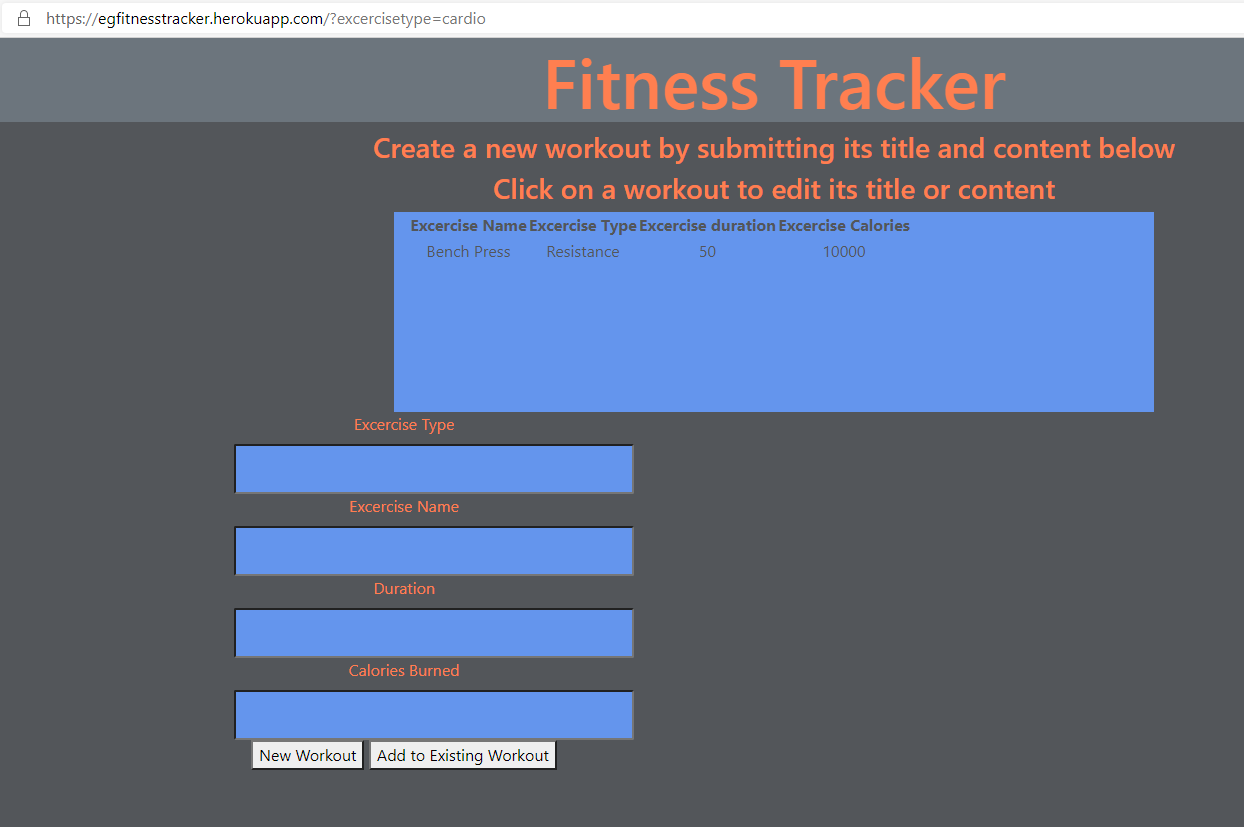 https://egfitnesstracker.herokuapp.com/?excercisetype=cardio
Fitness Tracker
Create a new workout by submitting its title and content below
Click on a workout to edit its title or content
Excercise Name Excercise Type Excercise duration Excercise Calories
Bench Press Resistance 50 10000
Excercise Type
Excercise Name
Duration
Calories Burned
New Workout Add to Existing Workout